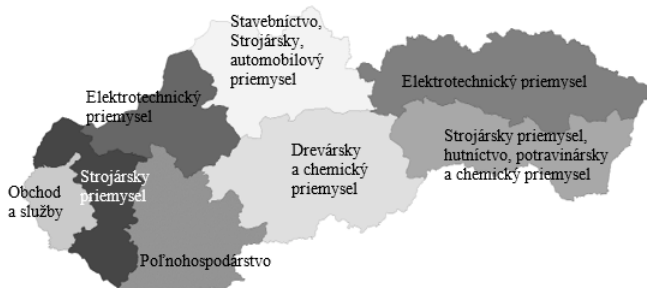 Stavebníctvo,
Strojársky,
automobilový
priemysel
Elektrotechnický priemysel
Elektrotechnický
priemysel
Strojársky priemysel,
hutníctvo, potravinársky
a chemický priemysel
Drevársky
a chemický
priemysel
Strojársky
priemysel
Obchod
a služby
Poľnohospodárstvo